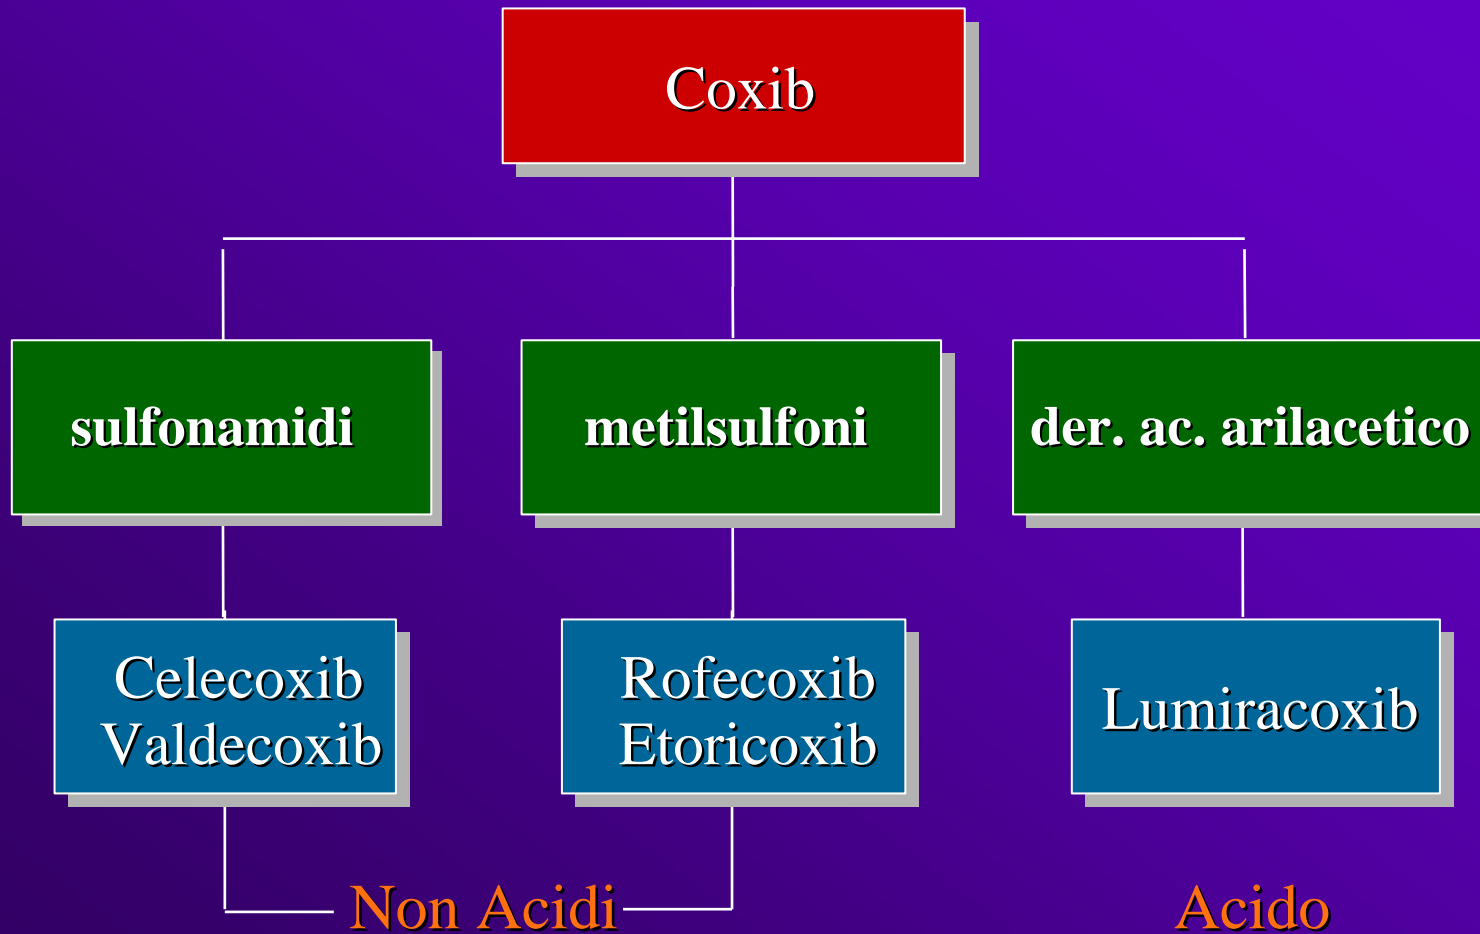 Coxib
sulfonamidi
metilsulfoni
der. ac. arilacetico
Celecoxib
Valdecoxib
Rofecoxib
Etoricoxib
Lumiracoxib
Non Acidi
Acido